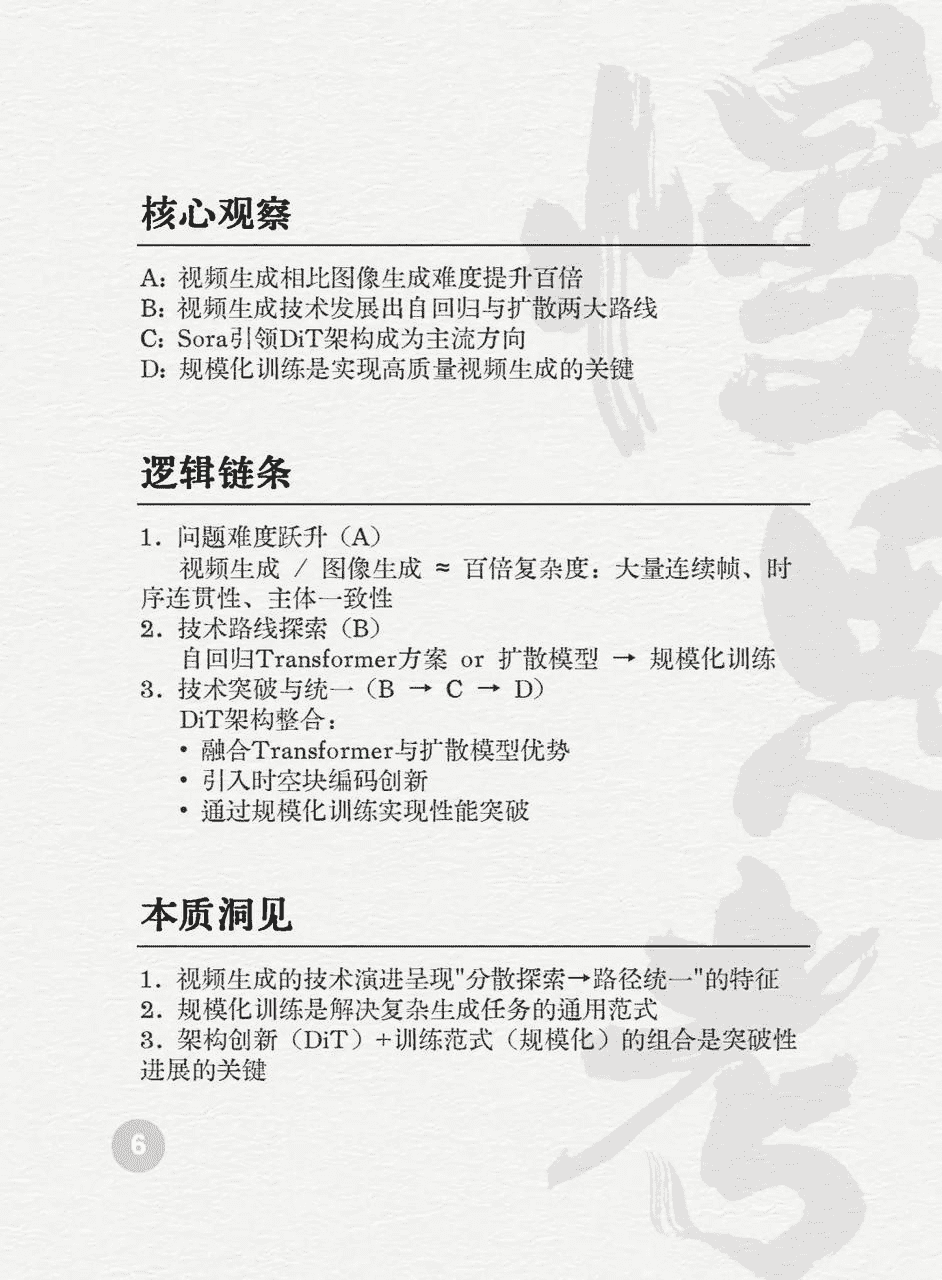 核心观察
A: 视频生成相比图像生成难度提升百倍
B: 视频生成技术发展出自回归与扩散两大路线
C: Sora引领DiT架构成为主流方向
D: 规模化训练是实现高质量视频生成的关键
逻辑链条
1. 问题难度跃升（A）
视频生成 / 图像生成 ≈ 百倍复杂度：大量连续帧、时
序连贯性、主体一致性
2. 技术路线探索（B）
自回归Transformer方案 or 扩散模型 → 规模化训练
3. 技术突破与统一（B → C → D）
DiT架构整合：
• 融合Transformer与扩散模型优势
• 引入时空块编码创新
• 通过规模化训练实现性能突破
本质洞见
1. 视频生成的技术演进呈现"分散探索→路径统一"的特征
2. 规模化训练是解决复杂生成任务的通用范式
3. 架构创新（DiT）+训练范式（规模化）的组合是突破性
进展的关键
6
慢思考